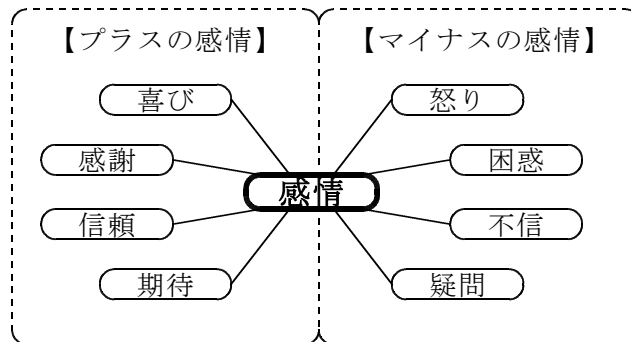 【プラスの感情】
【マイナスの感情】
喜び
怒り
感謝
困惑
感情
信頼
不信
期待
疑問